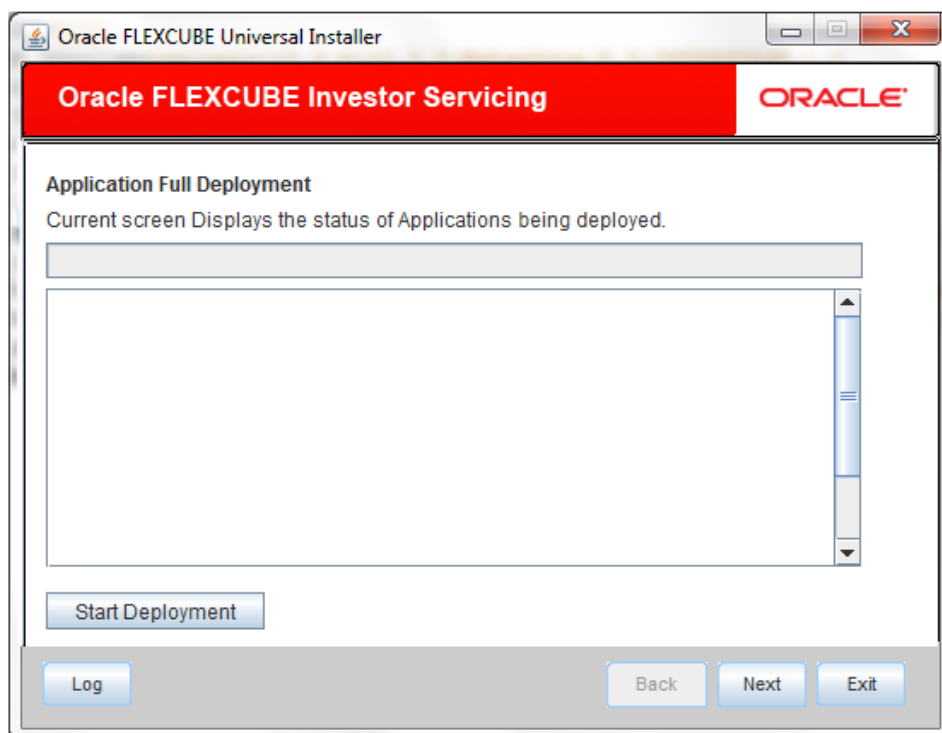 Oracle FLEXCUBE Universal Installer
Oracle FLEXCUBE Investor Servicing
ORACLE
Application Full Deployment
Current screen Displays the status of Applications being deployed.
Start Deployment
Log Back Next Exit